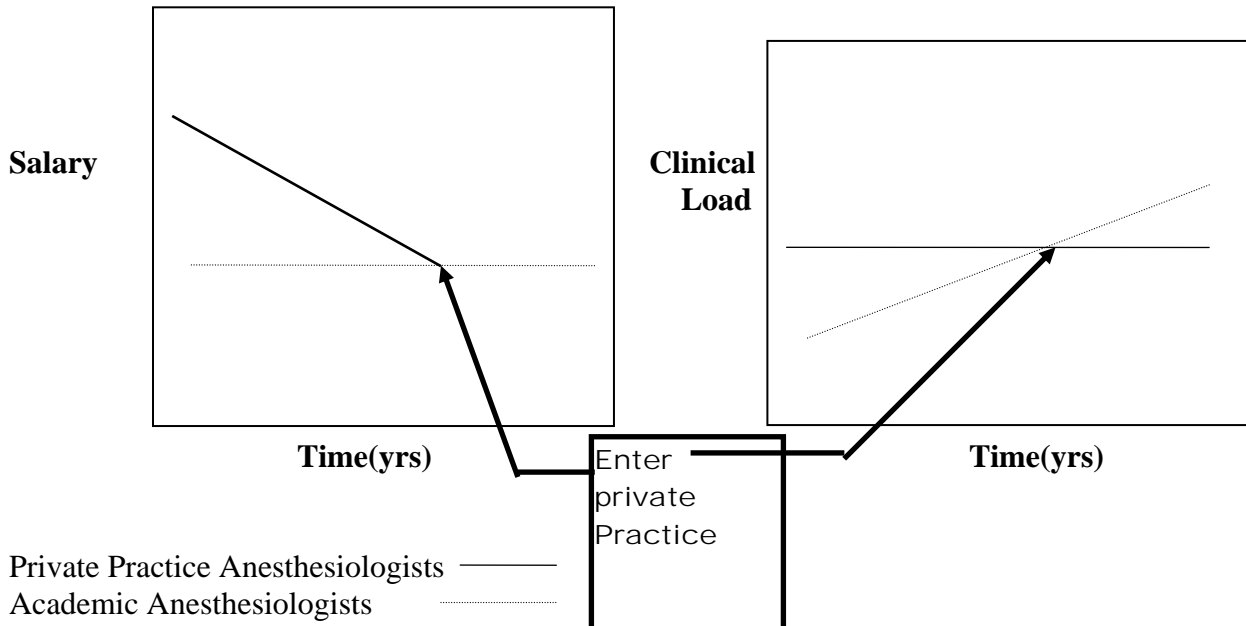 Salary
Clinical
Load
Time(yrs)
Time(yrs)
Enter
private
Practice
Private Practice Anesthesiologists
Academic Anesthesiologists